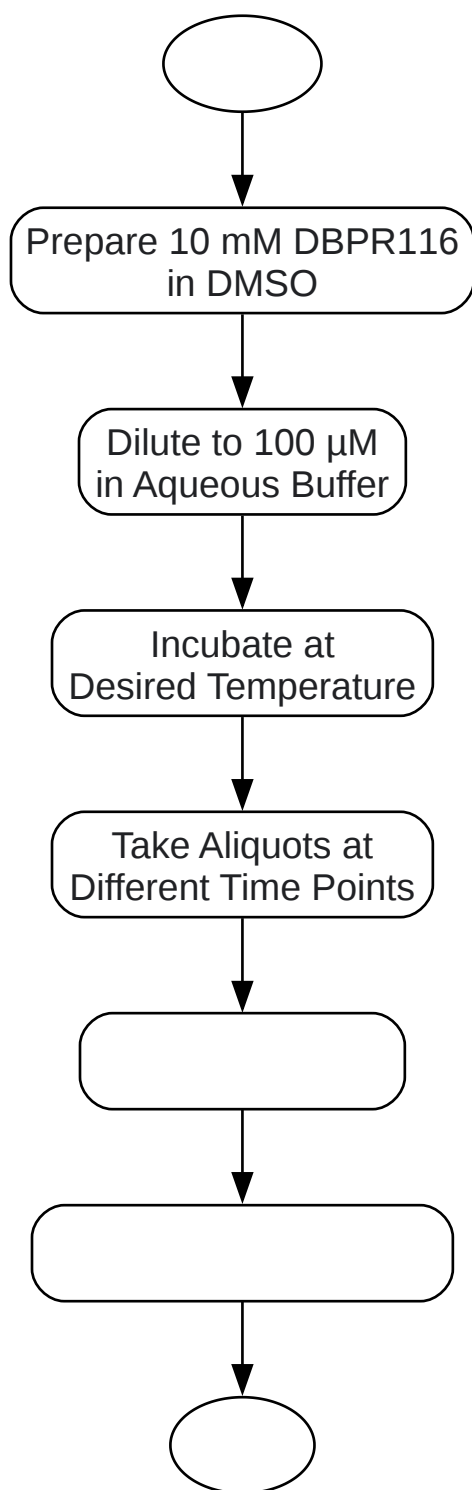 Prepare 10 mM DBPR116
in DMSO
Dilute to 100 µM
in Aqueous Buffer
Incubate at
Desired Temperature
Take Aliquots at
Different Time Points